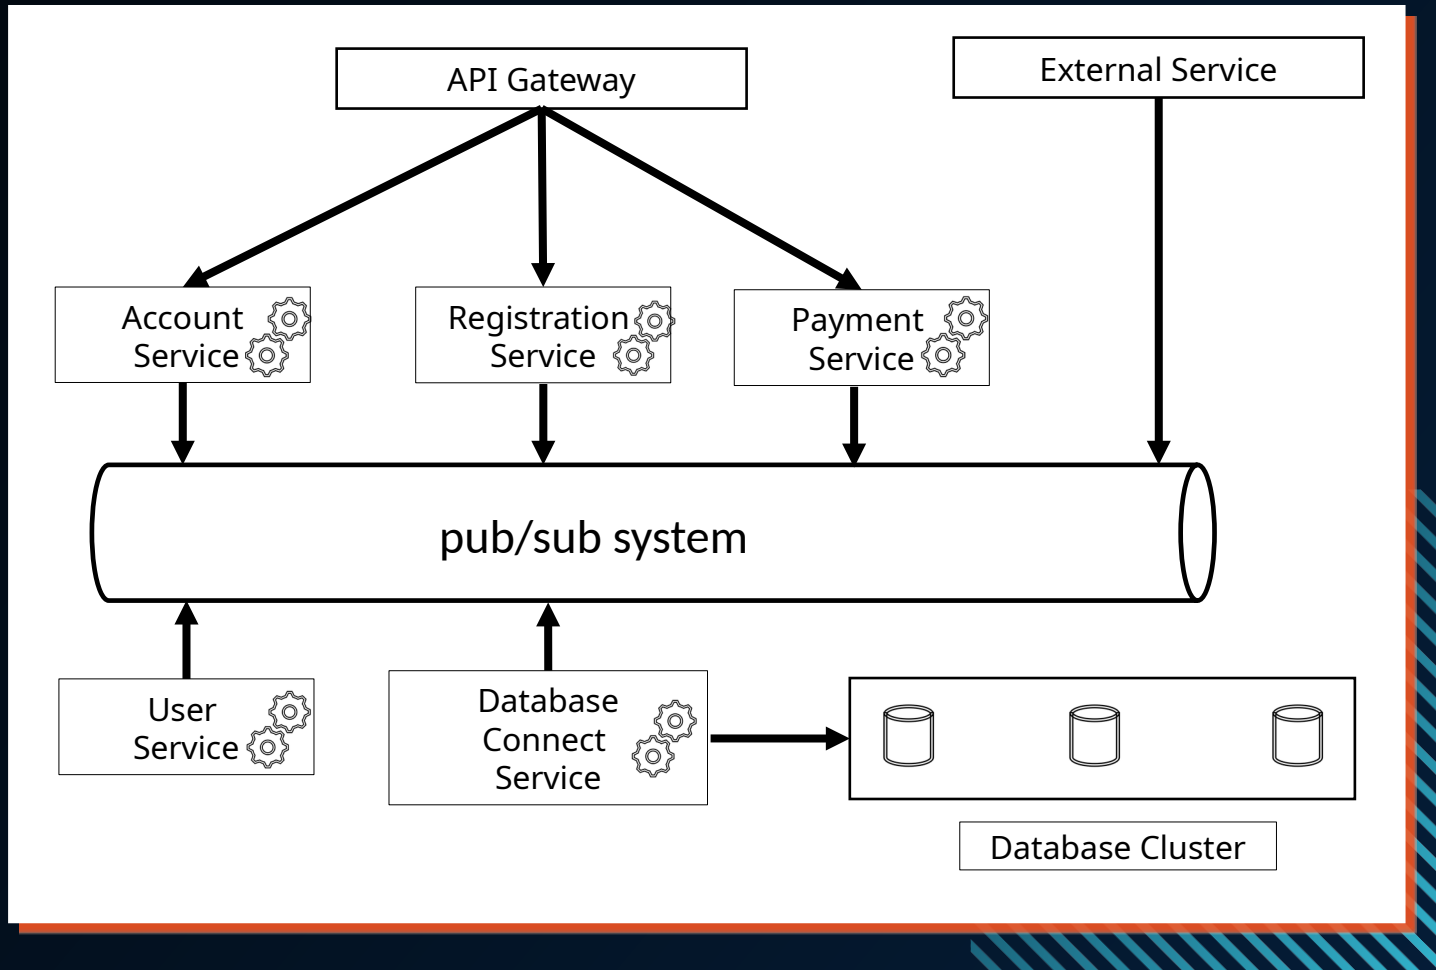 API Gateway
External Service
Account
Service
Registration
Service
Payment
Service
pub/sub system
User
Service
Database
Connect
Service
Database Cluster